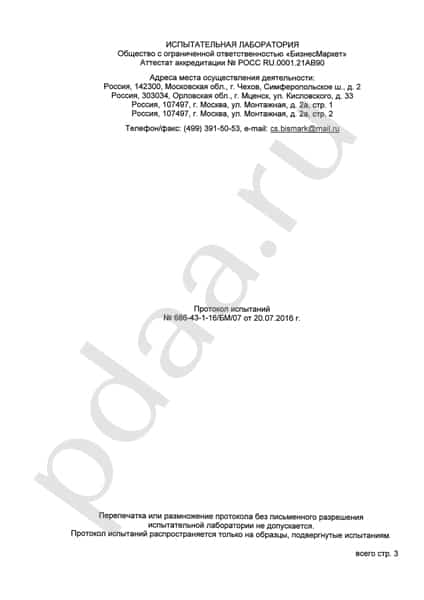 ИСПЫТАТЕЛЬНАЯ ЛАБОРАТОРИЯ
Общество с ограниченной ответственностью «БизнесМаркет»
Аттестат аккредитации № РОСС RU.0001.21АВ90
Адреса места осуществления деятельности:
Россия, 142300, Московская обл., г. Чехов, Симферопольское ш., д. 2
Россия, 303034, Орловская обл., г. Мценск, ул. Кисловского, д. 33
Россия, 107497, г. Москва, ул. Монтажная, д. 2а, стр. 1
Россия, 107497, г. Москва, ул. Монтажная, д. 2а, стр. 2
Телефон/факс: (499) 391-50-53, e-mail: cs.bismark@mail.ru
pdaa.ru
Протокол испытаний
№ 686-43-1-16/БМ/07 от 20.07.2016 г.
Перепечатка или размножение протокола без письменного разрешения
испытательной лаборатории не допускается.
Протокол испытаний распространяется только на образцы, подвергнутые испытаниям
всего стр. 3